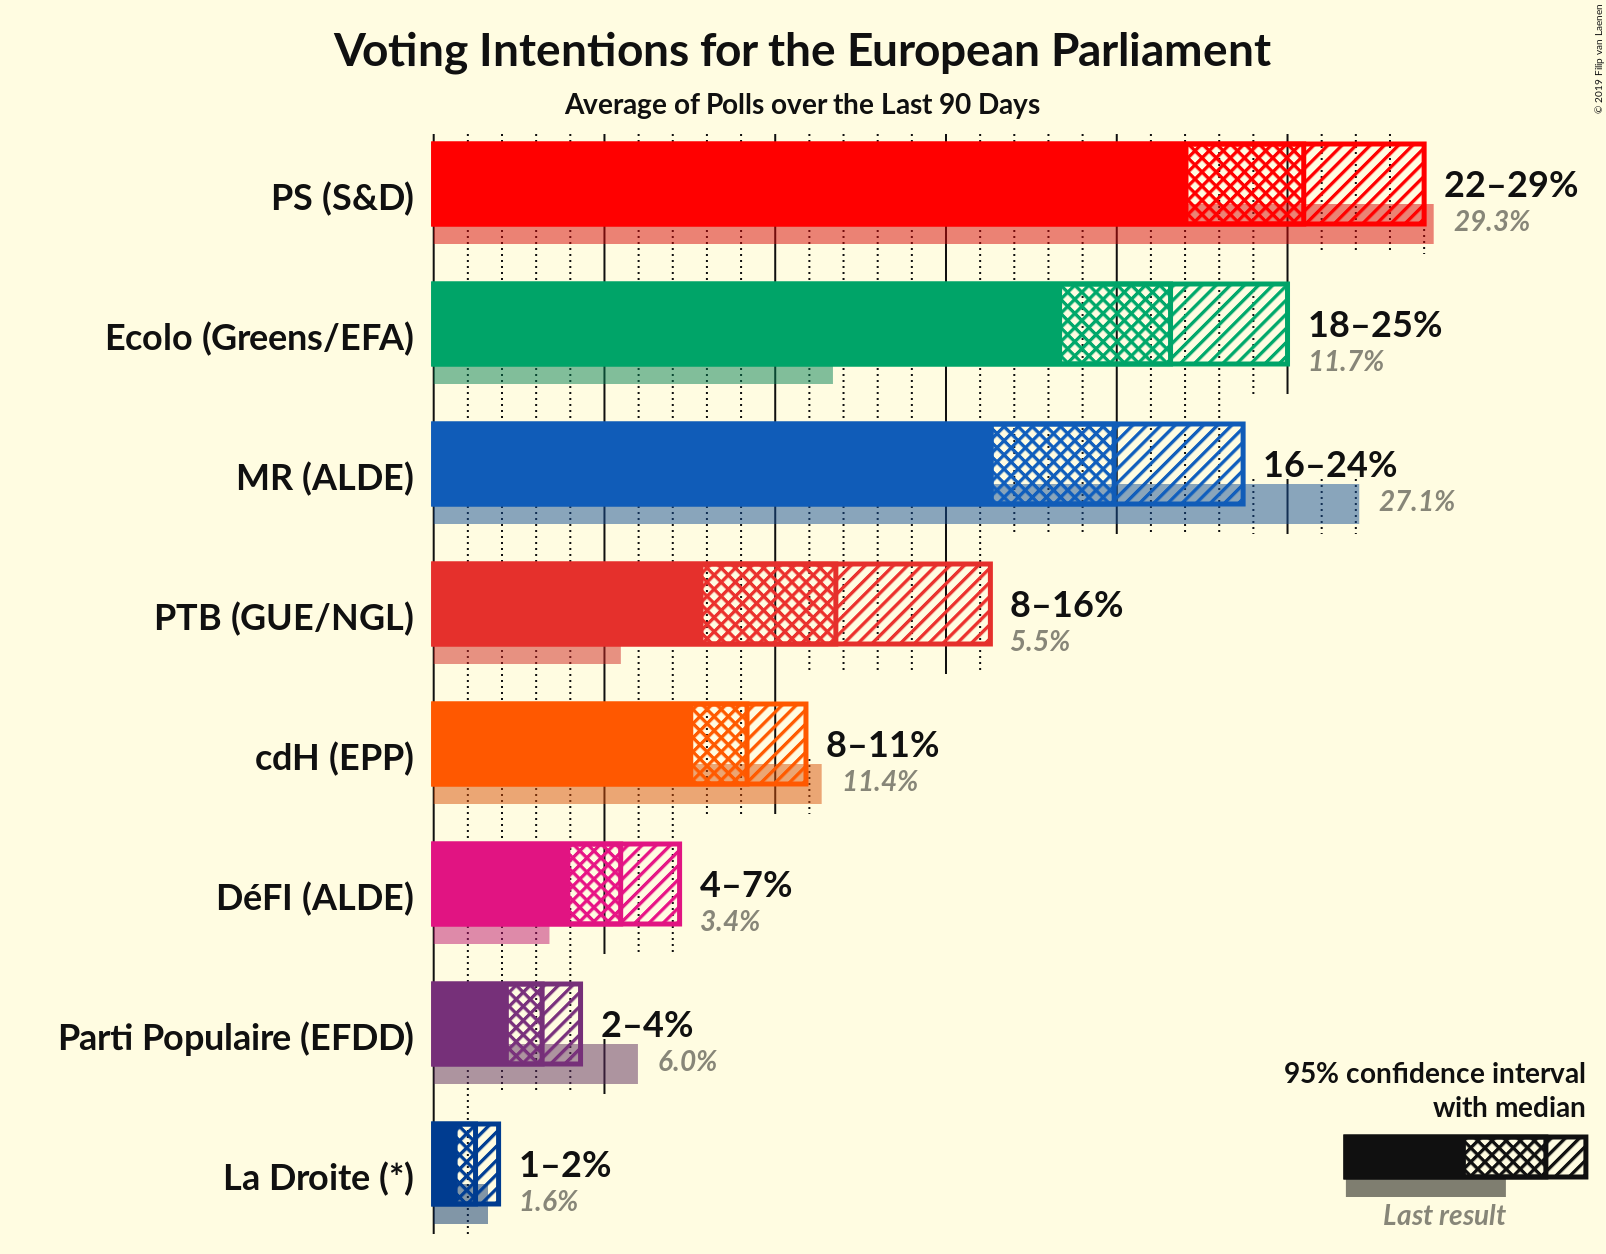 Voting Intentions for the European Parliament
Average of Polls over the Last 90 Days
© 2019 Filip van Laenen
PS (S&D)
22–29%
29.3%
Ecolo (Greens/EFA)
18–25%
11.7%
MR (ALDE)
16–24%
27.1%
PTB (GUE/NGL)
8–16%
5.5%
cdH (EPP)
8–11%
11.4%
DéFI (ALDE)
4–7%
3.4%
Parti Populaire (EFDD)
2–4%
6.0%
La Droite (*)
1–2%
1.6%
95% confidence interval
with median
Last result